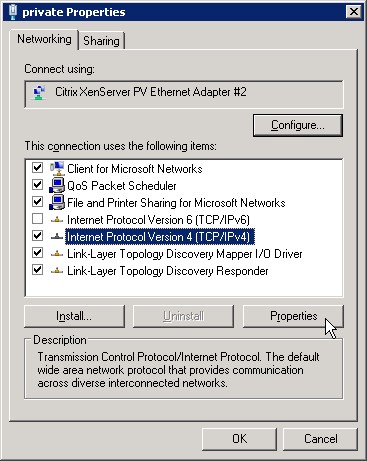 private Properties
Networking
Sharing
Connect using:
Citrix XenServer PV Ethernet Adapter #2
Configure...
This connection uses the following items:
Client for Microsoft Networks
QoS Packet Scheduler
File and Printer Sharing for Microsoft Networks
Internet Protocol Version 6 (TCP/IPv6)
Internet Protocol Version 4 (TCP/IPv4)
Link-Layer Topology Discovery Mapper I/O Driver
Link-Layer Topology Discovery Responder
Install...
Uninstall
Properties
Description
Transmission Control Protocol/Internet Protocol. The default
wide area network protocol that provides communication
across diverse interconnected networks.
OK
Cancel